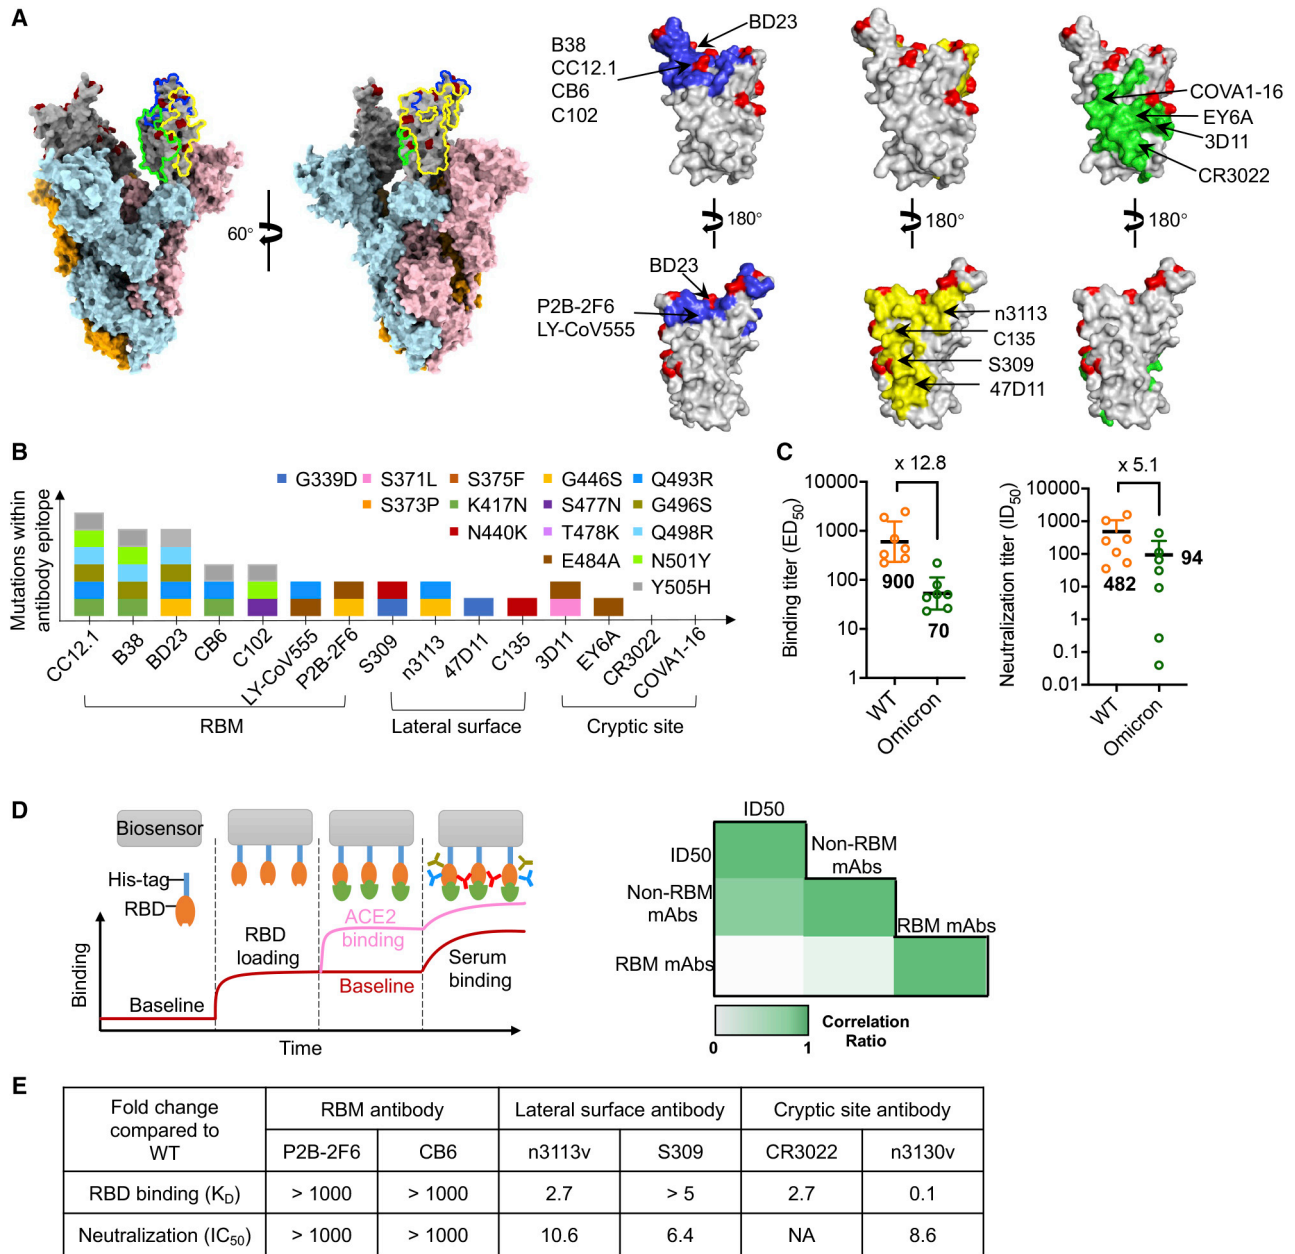 A
60°
B38
CC12.1
CB6
C102
BD23
COVA1-16
EY6A
3D11
CR3022
180°
180°
180°
BD23
P2B-2F6
LY-CoV555
n3113
C135
S309
47D11
B
Mutations within
antibody epitope
G339D
S371L
S375F
G446S
Q493R
S373P
K417N
S477N
G496S
N440K
T478K
Q498R
E484A
N501Y
Y505H
CC12.1
B38
BD23
CB6
C102
LY-CoV555
P2B-2F6
S309
n3113
47D11
C135
3D11
EY6A
CR3022
COVA1-16
RBM
Lateral surface
Cryptic site
C
x 12.8
Binding titer (ED50)
10000
1000
100
10
1
900
70
WT
Omicron
x 5.1
Neutralization titer (ID50)
10000
1000
100
10
1
0.1
0.01
482
94
WT
Omicron
D
Biosensor
His-tag
RBD
Binding
Baseline
RBD
loading
ACE2
binding
Baseline
Serum
binding
Time
ID50
ID50
Non-RBM
mAbs
Non-RBM
mAbs
RBM mAbs
RBM mAbs
0
1
Correlation
Ratio
E
Fold change
compared to
WT
RBM antibody
Lateral surface antibody
Cryptic site antibody
P2B-2F6
CB6
n3113v
S309
CR3022
n3130v
RBD binding (KD)
> 1000
> 1000
2.7
> 5
2.7
0.1
Neutralization (IC50)
> 1000
> 1000
10.6
6.4
NA
8.6